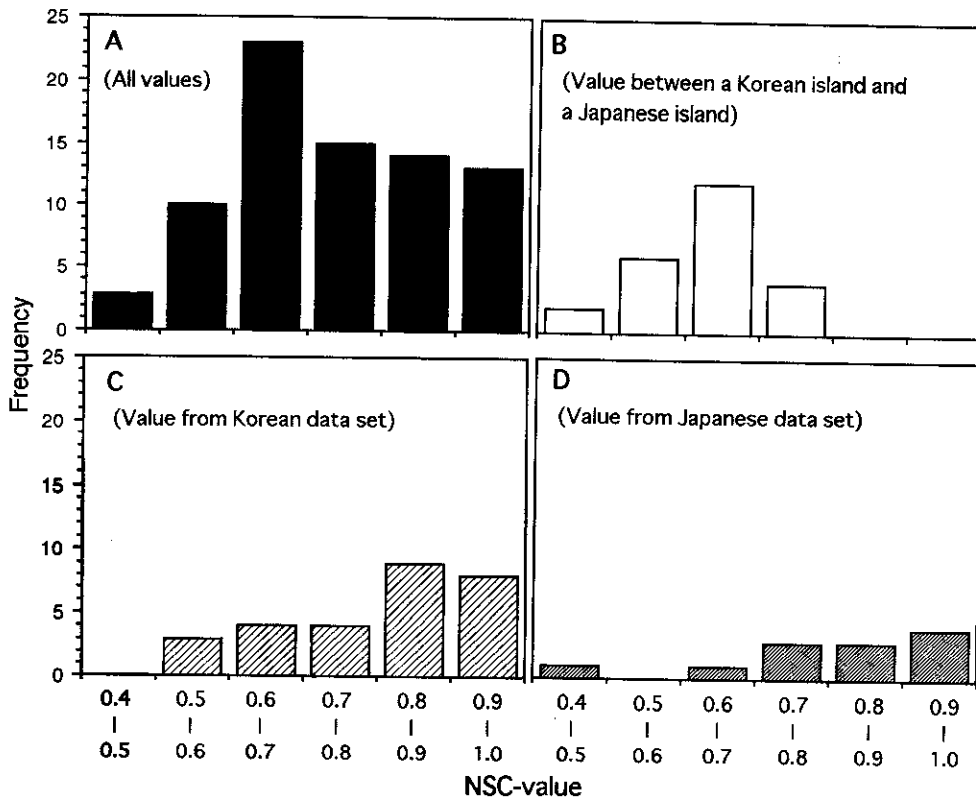 25
20
15
10
5
0
A
(All values)
B
(Value between a Korean island and
a Japanese island)
Frequency
25
20
15
10
5
0
C
(Value from Korean data set)
D
(Value from Japanese data set)
0.4 0.5 0.6 0.7 0.8 0.9 0.4 0.5 0.6 0.7 0.8 0.9
| | | | | | | | | | | |
0.5 0.6 0.7 0.8 0.9 1.0 0.5 0.6 0.7 0.8 0.9 1.0
NSC-value